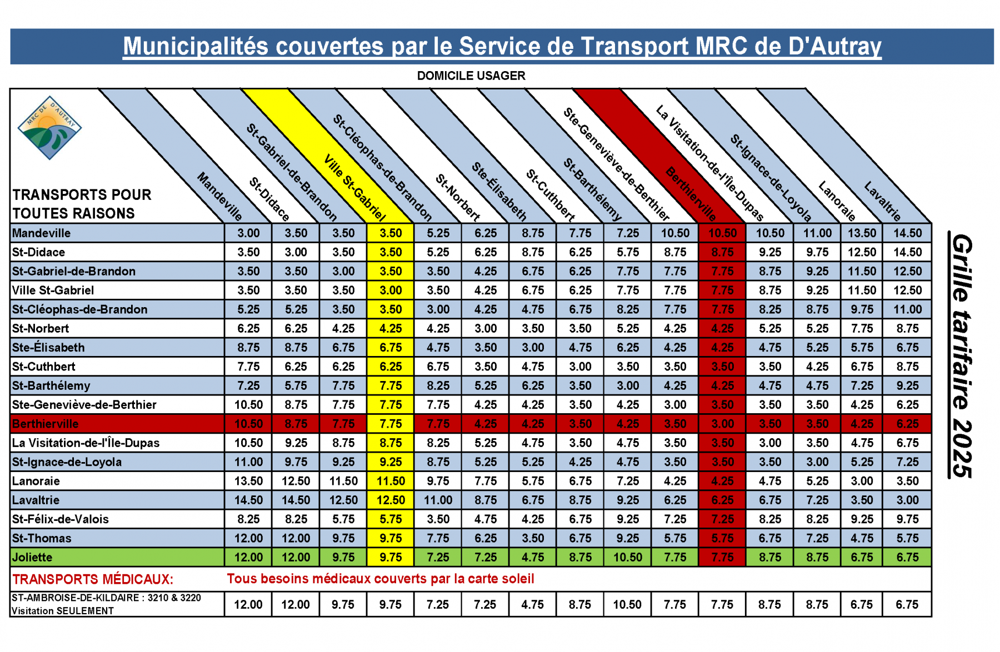 Municipalités couvertes par le Service de Transport MRC de D'Autray
DOMICILE USAGER
MRC DE D'AUTRAY
TRANSPORTS POUR
TOUTES RAISONS
Mandeville
St-Didace
St-Gabriel-de-Brandon
Ville St-Gabriel
St-Cléophas-de-Brandon
St-Norbert
Ste-Élisabeth
St-Cuthbert
St-Barthélemy
Ste-Geneviève-de-Berthier
Berthierville
La Visitation-de-l'Île-Dupas
St-Ignace-de-Loyola
Lanoraie
Lavaltrie
Mandeville 3.00 3.50 3.50 3.50 5.25 6.25 8.75 7.75 7.25 10.50 10.50 10.50 11.00 13.50 14.50
St-Didace 3.50 3.00 3.50 3.50 5.25 6.25 8.75 6.25 5.75 8.75 8.75 9.25 9.75 12.50 14.50
St-Gabriel-de-Brandon 3.50 3.50 3.00 3.50 3.50 4.25 6.75 6.25 7.75 7.75 7.75 8.75 9.25 11.50 12.50
Ville St-Gabriel 3.50 3.50 3.50 3.00 3.50 4.25 6.75 6.25 7.75 7.75 7.75 8.75 9.25 11.50 12.50
St-Cléophas-de-Brandon 5.25 5.25 3.50 3.50 3.00 4.25 4.75 6.75 8.25 7.75 7.75 8.25 8.75 9.75 11.00
St-Norbert 6.25 6.25 4.25 4.25 4.25 3.00 3.50 3.50 5.25 4.25 4.25 5.25 5.25 7.75 8.75
Ste-Élisabeth 8.75 8.75 6.75 6.75 4.75 3.50 3.00 4.75 6.25 4.25 4.25 4.75 5.25 5.75 6.75
St-Cuthbert 7.75 6.25 6.25 6.25 6.75 3.50 4.75 3.00 3.50 3.50 3.50 3.50 4.25 6.75 8.75
St-Barthélemy 7.25 5.75 7.75 7.75 8.25 5.25 6.25 3.50 3.00 4.25 4.25 4.75 4.75 7.25 9.25
Ste-Geneviève-de-Berthier 10.50 8.75 7.75 7.75 7.75 4.25 4.25 3.50 4.25 3.00 3.50 3.50 3.50 4.25 6.25
Berthierville 10.50 8.75 7.75 7.75 7.75 4.25 4.25 3.50 4.25 3.50 3.00 3.50 3.50 4.25 6.25
La Visitation-de-l'Île-Dupas 10.50 9.25 8.75 8.75 8.25 5.25 4.75 3.50 4.75 3.50 3.50 3.00 3.50 4.75 6.75
St-Ignace-de-Loyola 11.00 9.75 9.25 9.25 8.75 5.25 5.25 4.25 4.75 3.50 3.50 3.50 3.00 5.25 7.25
Lanoraie 13.50 12.50 11.50 11.50 9.75 7.75 5.75 6.75 7.25 4.25 4.25 4.75 5.25 3.00 3.50
Lavaltrie 14.50 14.50 12.50 12.50 11.00 8.75 6.75 8.75 9.25 6.25 6.25 6.75 7.25 3.50 3.00
St-Félix-de-Valois 8.25 8.25 5.75 5.75 3.50 4.75 4.25 6.75 9.25 7.25 7.25 8.25 8.25 9.25 9.75
St-Thomas 12.00 12.00 9.75 9.75 7.75 6.25 3.50 6.75 9.25 5.75 5.75 6.75 7.25 4.75 5.75
Joliette 12.00 12.00 9.75 9.75 7.25 7.25 4.75 8.75 10.50 7.75 7.75 8.75 8.75 6.75 6.75
TRANSPORTS MÉDICAUX: Tous besoins médicaux couverts par la carte soleil
ST-AMBROISE-DE-KILDAIRE : 3210 & 3220
Visitation SEULEMENT 12.00 12.00 9.75 9.75 7.25 7.25 4.75 8.75 10.50 7.75 7.75 8.75 8.75 6.75 6.75
Grille tarifaire 2025